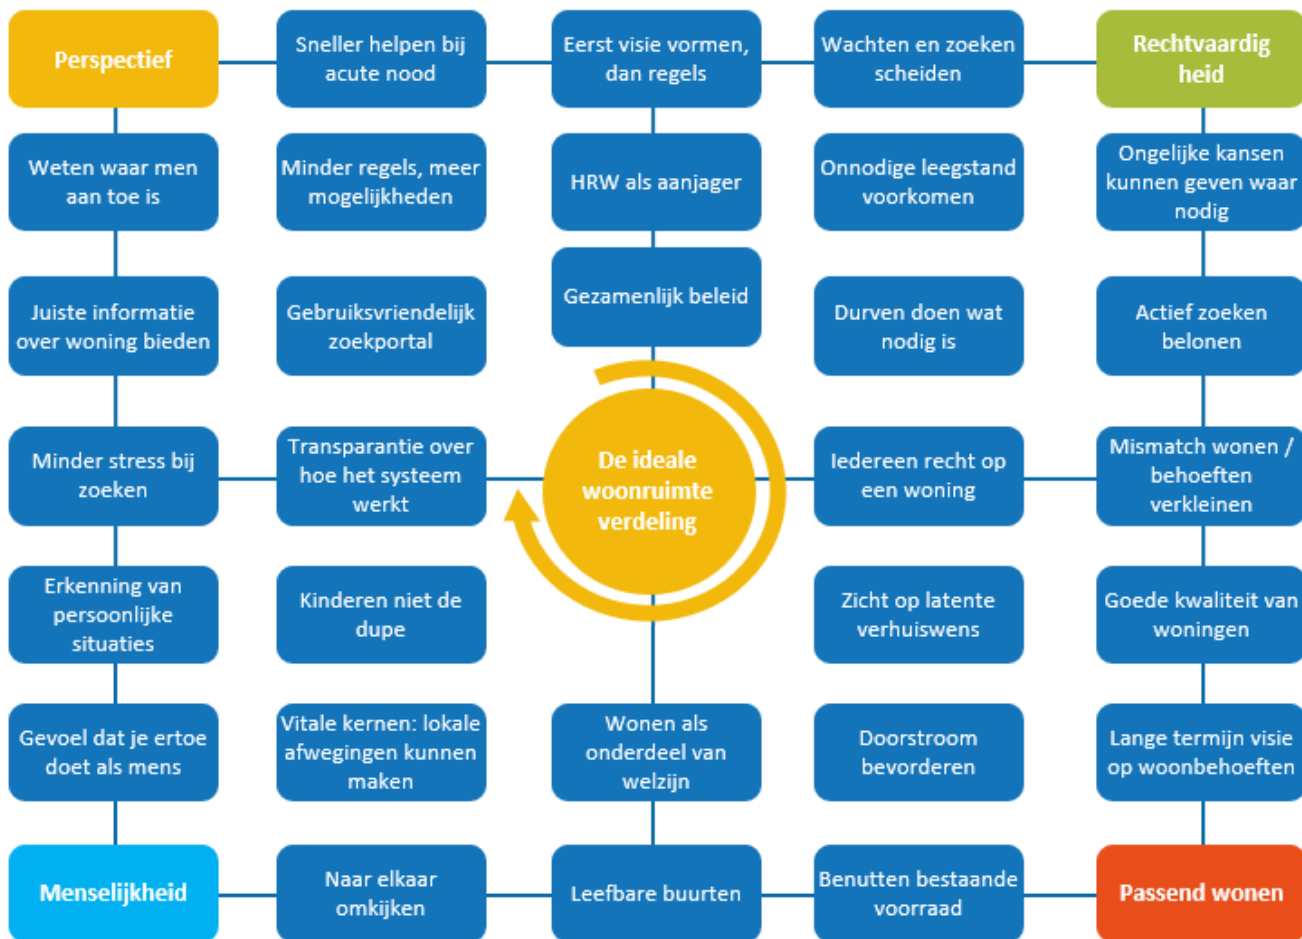 Perspectief
Sneller helpen bij
acute nood
Eerst visie vormen,
dan regels
Wachten en zoeken
scheiden
Rechtvaardig
heid
Weten waar men
aan toe is
Minder regels, meer
mogelijkheden
HRW als aanjager
Onnodige leegstand
voorkomen
Ongelijke kansen
kunnen geven waar
nodig
Juiste informatie
over woning bieden
Gebruiksvriendelijk
zoekportal
Gezamenlijk beleid
Durven doen wat
nodig is
Actief zoeken
belonen
Minder stress bij
zoeken
Transparantie over
hoe het systeem
werkt
De ideale
woonruimte
verdeling
Iedereen recht op
een woning
Mismatch wonen /
behoeften
verkleinen
Erkenning van
persoonlijke
situaties
Kinderen niet de
dupe
Zicht op latente
verhuiswens
Goede kwaliteit van
woningen
Gevoel dat je ertoe
doet als mens
Vitale kernen: lokale
afwegingen kunnen
maken
Wonen als
onderdeel van
welzijn
Doorstroom
bevorderen
Lange termijn visie
op woonbehoeften
Menselijkheid
Naar elkaar
omkijken
Leefbare buurten
Benutten bestaande
voorraad
Passend wonen